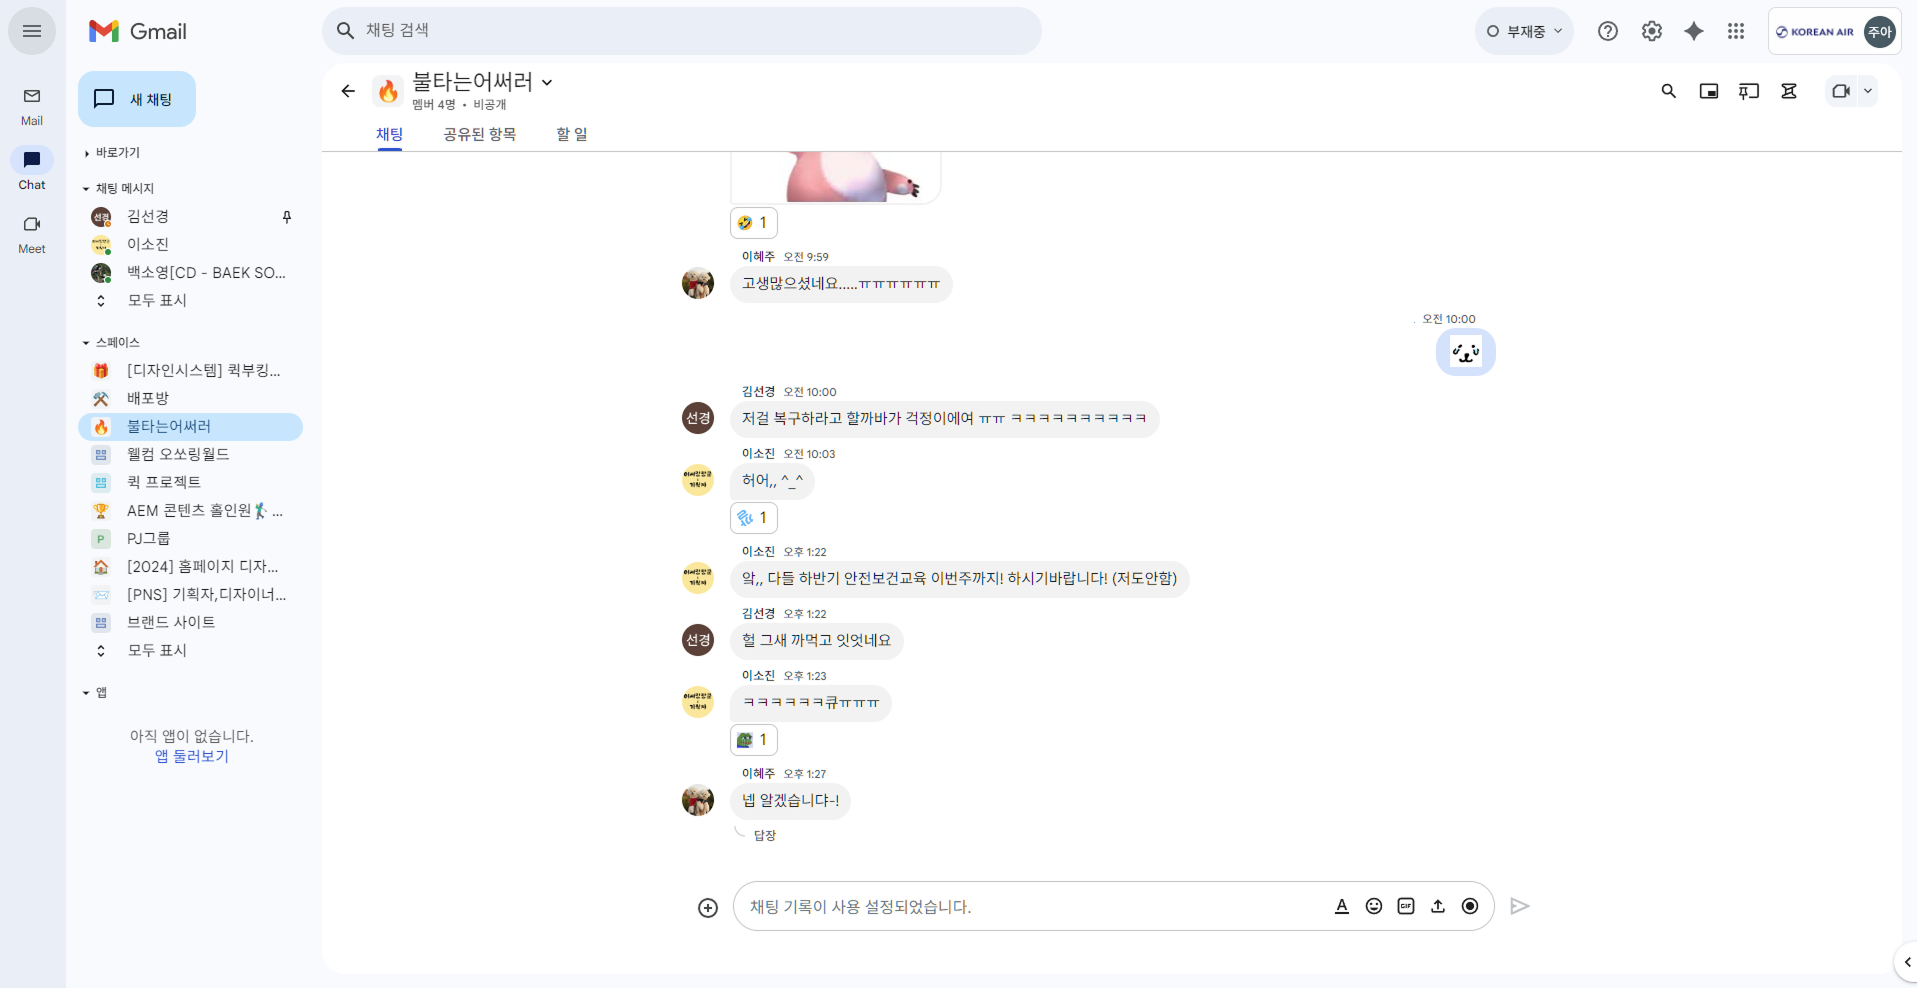 Gmail
채팅 검색
부재중
KOREAN AIR
주아
Mail
Chat
Meet
새 채팅
바로가기
채팅 메시지
선경
김선경
이소진
백소영[CD - BAEK SO...
모두 표시
스페이스
[디자인시스템] 퀵부킹...
배포방
불타는어써러
웰컴 오쏘링월드
퀵 프로젝트
AEM 콘텐츠 홀인원 ...
P
PJ그룹
[2024] 홈페이지 디자...
[PNS] 기획자,디자이너...
브랜드 사이트
모두 표시
앱
아직 앱이 없습니다.
앱 둘러보기
불타는어써러
멤버 4명 • 비공개
채팅 공유된 항목 할 일
1
이혜주 오전 9:59
고생많으셨네요.....ㅠㅠㅠㅠㅠㅠ
오전 10:00
김선경 오전 10:00
선경
저걸 복구하라고 할까바가 걱정이에여 ㅠㅠ ㅋㅋㅋㅋㅋㅋㅋㅋㅋㅋ
이소진 오전 10:03
허어,, ^_^
1
이소진 오후 1:22
앜,, 다들 하반기 안전보건교육 이번주까지! 하시기바랍니다! (저도안함)
김선경 오후 1:22
선경
헐 그새 까먹고 잇엇네요
이소진 오후 1:23
ㅋㅋㅋㅋㅋㅋ큐ㅠㅠㅠ
1
이혜주 오후 1:27
넵 알겠습니댜-!
답장
채팅 기록이 사용 설정되었습니다.
A
GIF